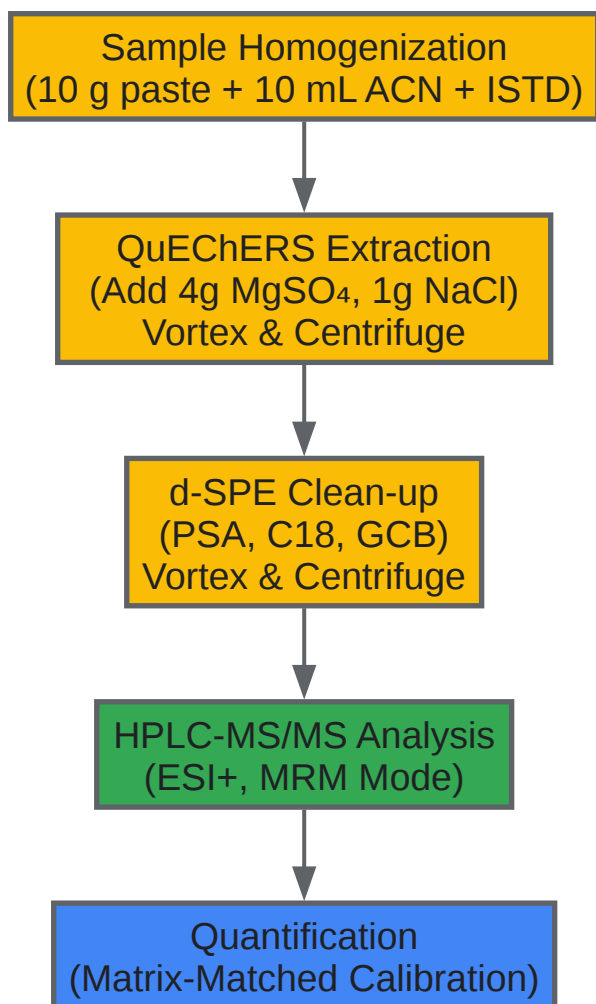 Sample Homogenization
(10 g paste + 10 mL ACN + ISTD)
QuEChERS Extraction
(Add 4g MgSO₄, 1g NaCl)
Vortex & Centrifuge
d-SPE Clean-up
(PSA, C18, GCB)
Vortex & Centrifuge
HPLC-MS/MS Analysis
(ESI+, MRM Mode)
Quantification
(Matrix-Matched Calibration)